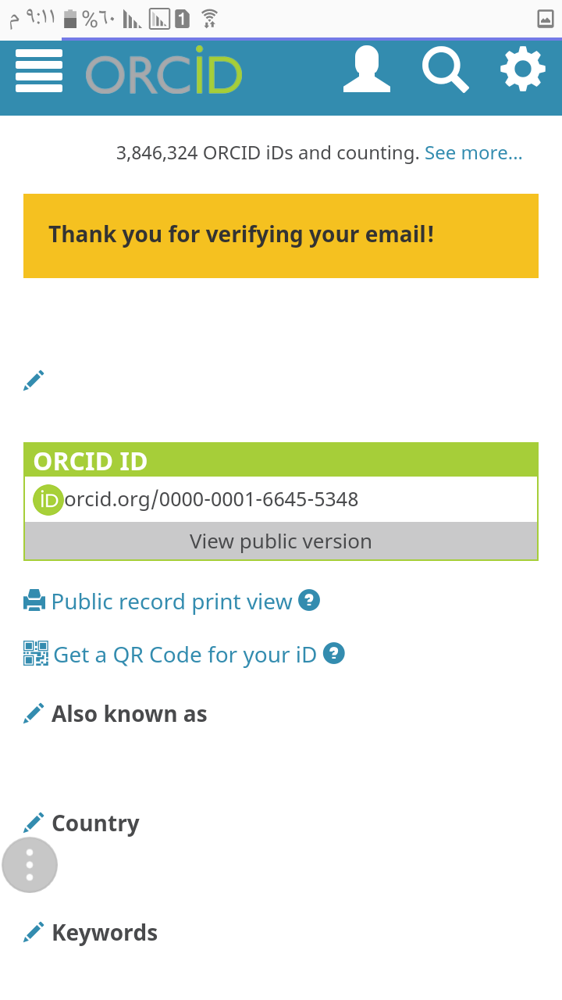 م ٩:١١ %٦٠ 1
ORCID
3,846,324 ORCID iDs and counting. See more...
Thank you for verifying your email!
ORCID ID
iD orcid.org/0000-0001-6645-5348
View public version
Public record print view ?
Get a QR Code for your iD ?
Also known as
Country
Keywords